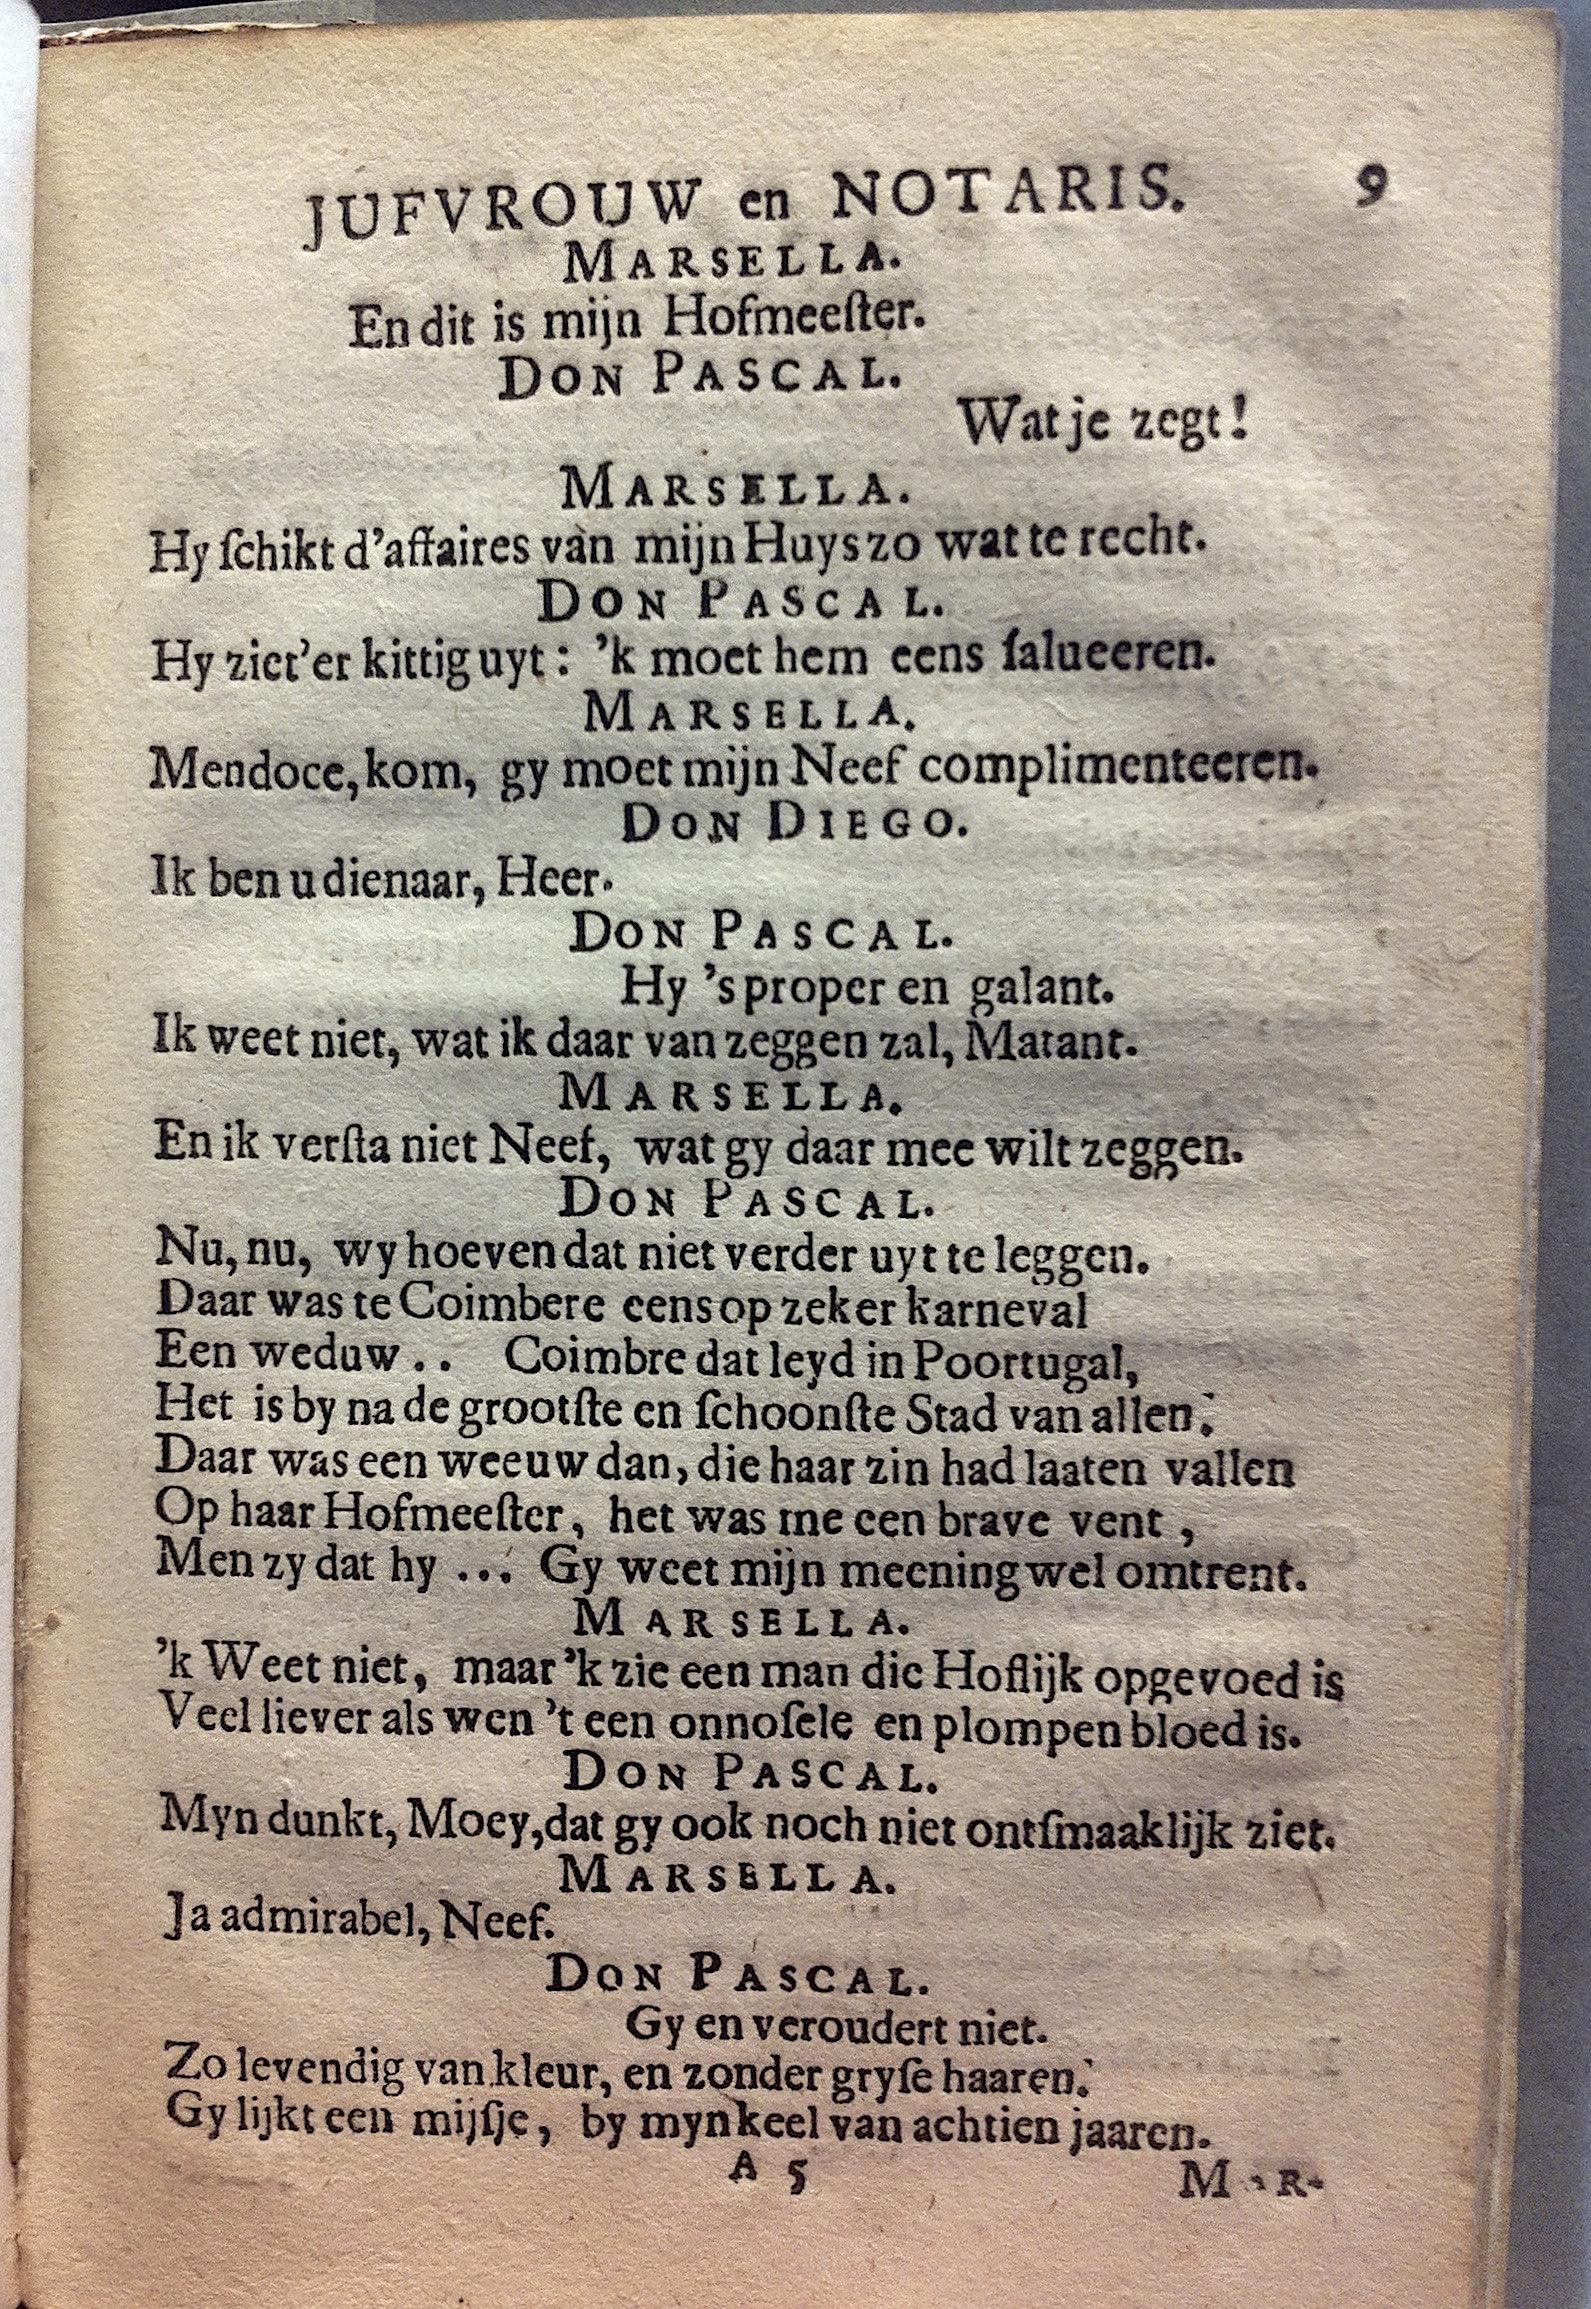 JUFVROUW en NOTARIS. 9
MARSELLA.
En dit is mijn Hofmeeſter.
DON PASCAL.
Wat je zegt!
MARSELLA.
Hy ſchikt d'affaires van mijn Huys zo wat te recht.
DON PASCAL.
Hy ziet'er kittig uyt: 'k moet hem eens ſalueeren.
MARSELLA.
Mendoce, kom, gy moet mijn Neef complimenteeren.
DON DIEGO.
Ik ben u dienaar, Heer.
DON PASCAL.
Hy 's proper en galant.
Ik weet niet, wat ik daar van zeggen zal, Matant.
MARSELLA.
En ik verſta niet Neef, wat gy daar mee wilt zeggen.
DON PASCAL.
Nu, nu, wy hoeven dat niet verder uyt te leggen.
Daar was te Coimbere eens op zeker karneval
Een weduw .. Coimbre dat leyd in Poortugal,
Het is by na de grootſte en ſchoonſte Stad van allen:
Daar was een weeuw dan, die haar zin had laaten vallen
Op haar Hofmeeſter, het was me een brave vent,
Men zy dat hy ... Gy weet mijn meening wel omtrent.
MARSELLA.
'k Weet niet, maar 'k zie een man die Hoflijk opgevoed is
Veel liever als wen 't een onnoſele en plompen bloed is.
DON PASCAL.
Myn dunkt, Moey, dat gy ook noch niet ontſmaaklijk ziet.
MARSELLA.
Ja admirabel, Neef.
DON PASCAL.
Gy en veroudert niet.
Zo levendig van kleur, en zonder gryſe haaren:
Gy lijkt een mijſje, by myn keel van achtien jaaren.
A 5 MAR-